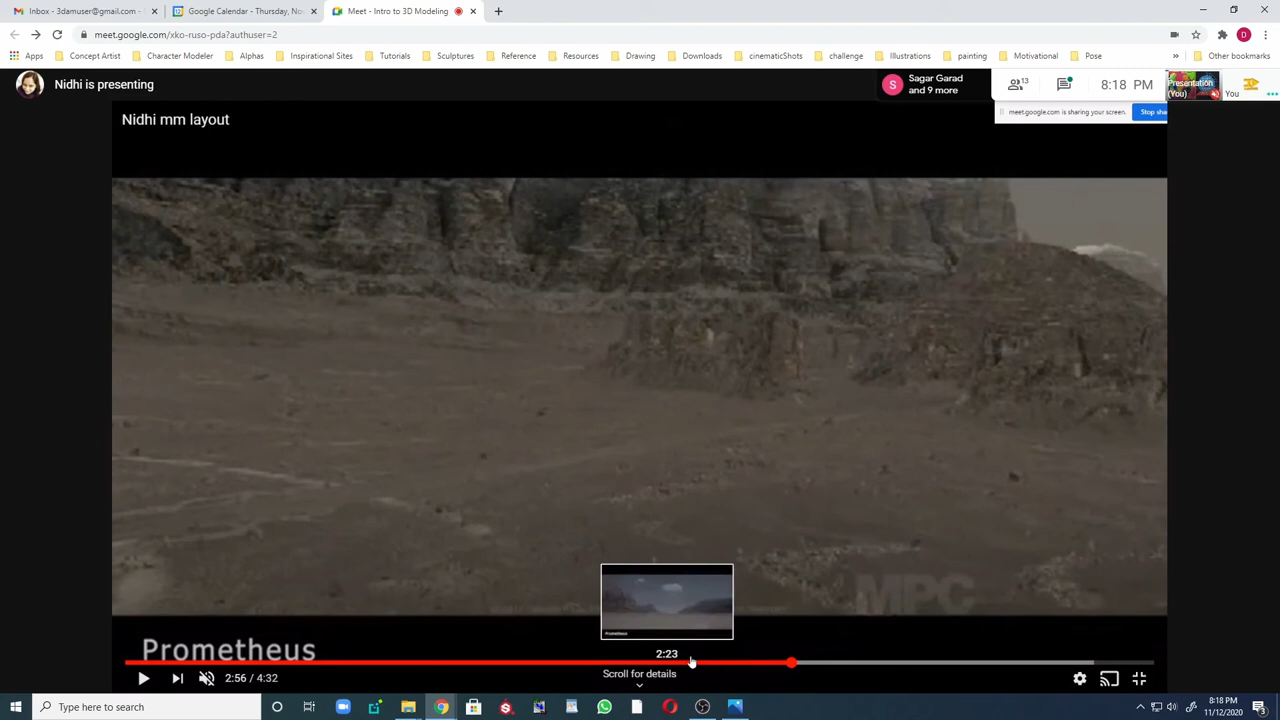 Inbox - 3damuser@gmail.com -
Google Calendar - Thursday, No
Meet - Intro to 3D Modeling
meet.google.com/xko-ruso-pda?authuser=2
Apps
Concept Artist
Character Modeler
Alphas
Inspirational Sites
Tutorials
Sculptures
Reference
Resources
Drawing
Downloads
cinematicShots
challenge
Illustrations
painting
Motivational
Pose
Other bookmarks
Nidhi is presenting
S
Sagar Garad
and 9 more
13
8:18 PM
Presentation
(You)
You
meet.google.com is sharing your screen.
Stop sha
Nidhi mm layout
MPC
Prometheus
Prometheus
2:23
Scroll for details
2:56 / 4:32
Type here to search
8:18 PM
11/12/2020